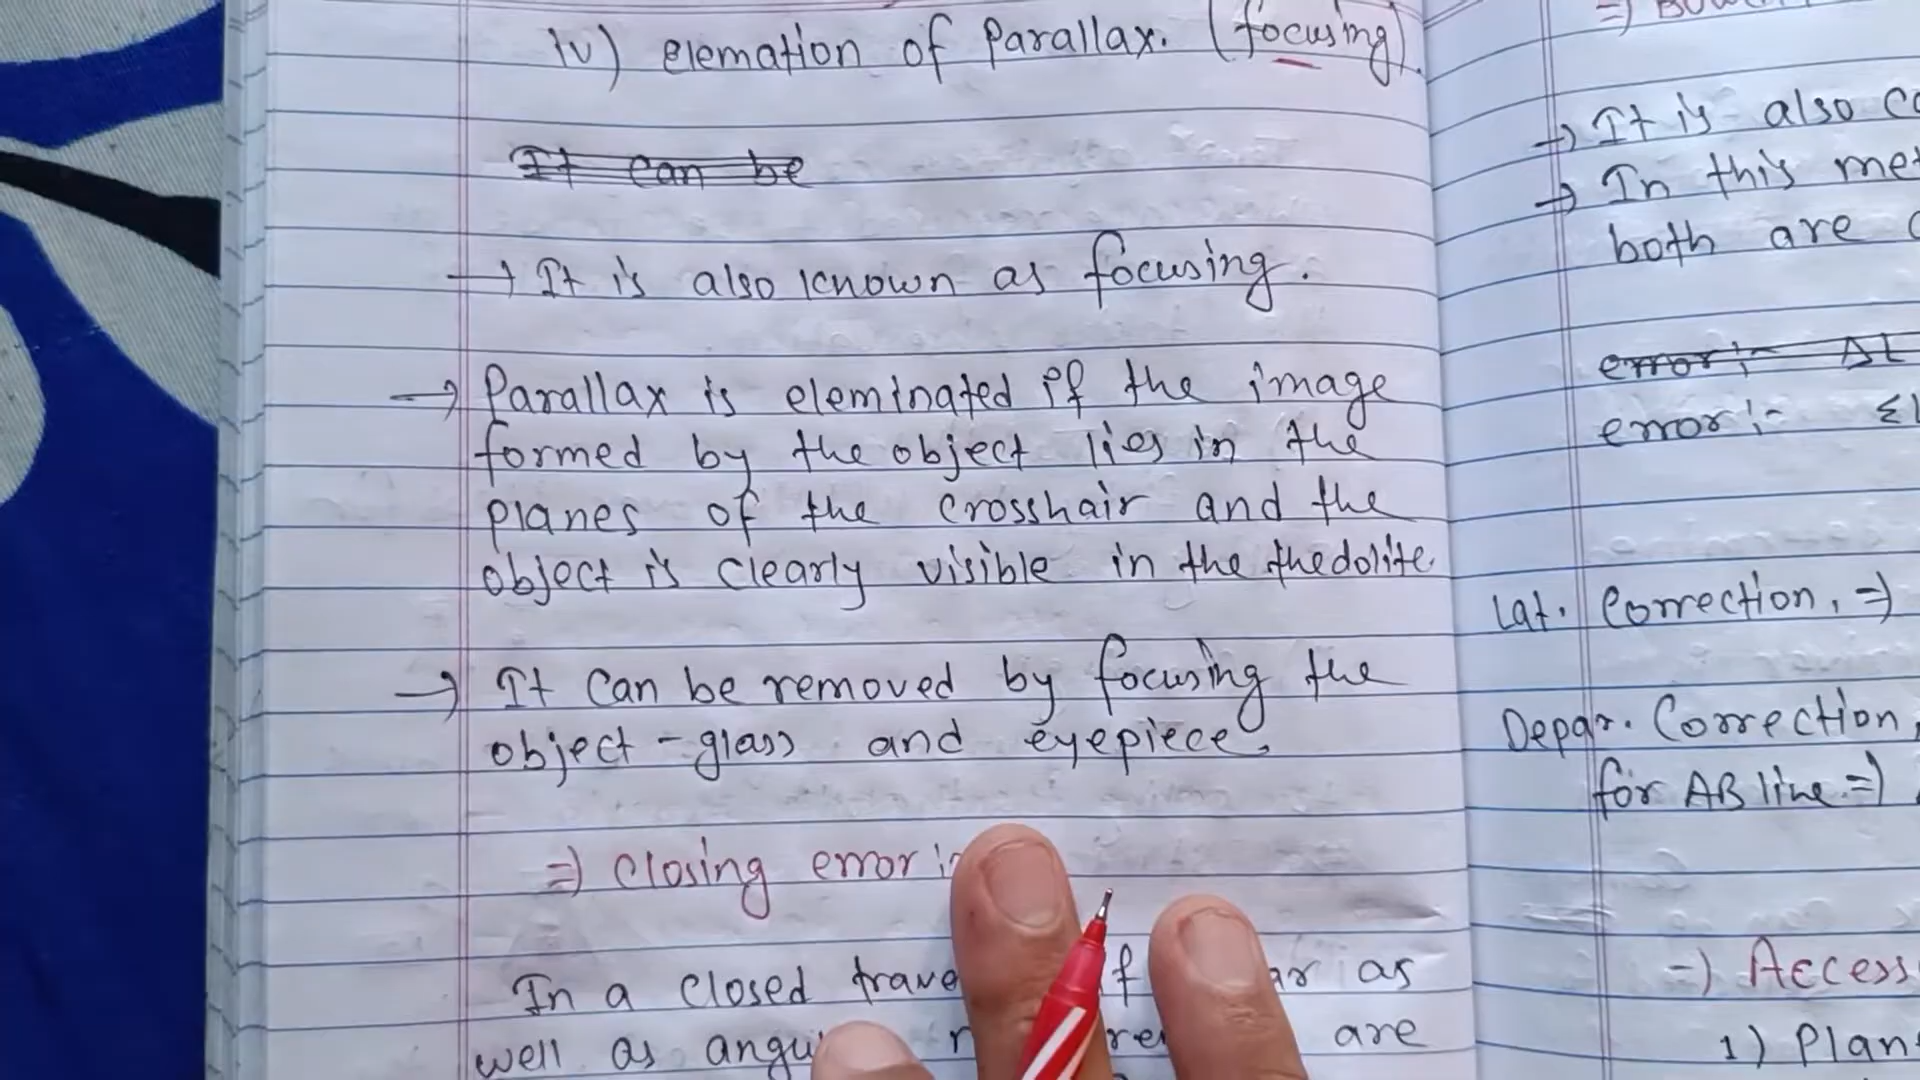 iv) elemation of Parallax. (focusing).
It can be
→ It is also known as focusing.
→ Parallax is eleminated if the image
formed by the object lies in the
planes of the crosshair and the
object is clearly visible in the thedolite.
→ It can be removed by focusing the
object-glass and eyepiece.
⇒ Closing error
In a closed as
well as are
→ It is also
→ In this
both are
error:- ΔL
error:-
Lat. Correction. ⇒
Depar. Correction
for AB line. ⇒
⇒
1)